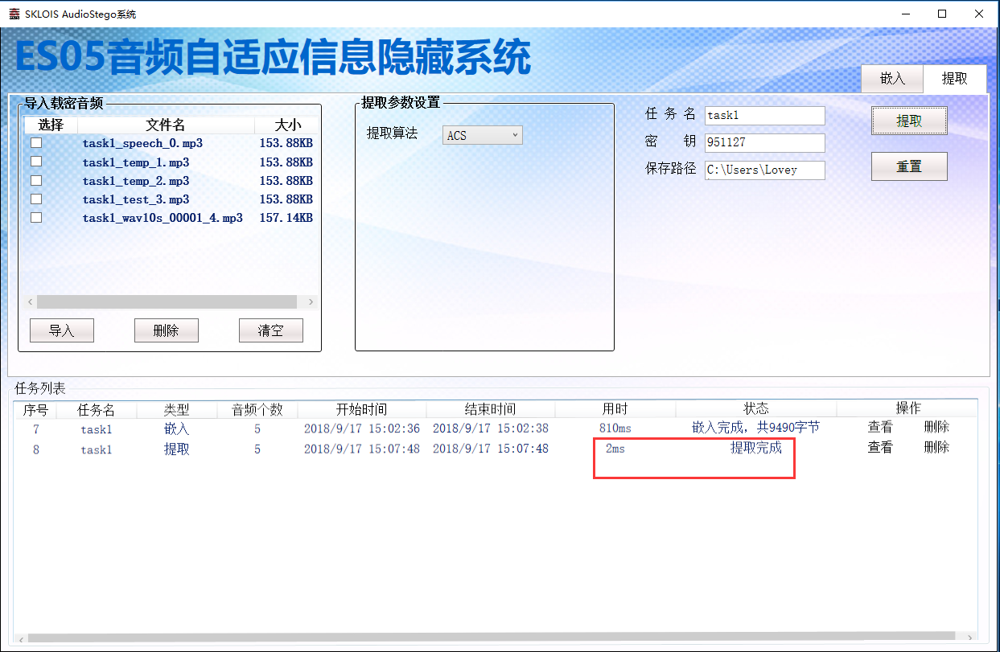 SKLOIS AudioStego系统
ES05音频自适应信息隐藏系统
嵌入 提取
导入载密音频
选择 文件名 大小
task1_speech_0.mp3 153.88KB
task1_temp_1.mp3 153.88KB
task1_temp_2.mp3 153.88KB
task1_test_3.mp3 153.88KB
task1_wav10s_00001_4.mp3 157.14KB
导入 删除 清空
提取参数设置
提取算法 ACS
任务名 task1
密钥 951127
保存路径 C:\Users\Lovey
提取
重置
任务列表
序号 任务名 类型 音频个数 开始时间 结束时间 用时 状态 操作
7 task1 嵌入 5 2018/9/17 15:02:36 2018/9/17 15:02:38 810ms 嵌入完成，共9490字节 查看 删除
8 task1 提取 5 2018/9/17 15:07:48 2018/9/17 15:07:48 2ms 提取完成 查看 删除